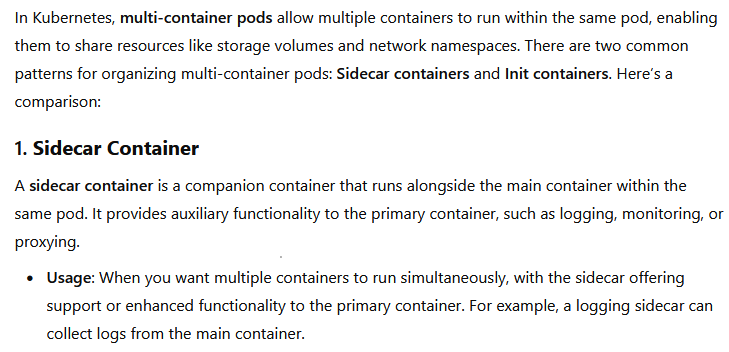 In Kubernetes, multi-container pods allow multiple containers to run within the same pod, enabling
them to share resources like storage volumes and network namespaces. There are two common
patterns for organizing multi-container pods: Sidecar containers and Init containers. Here's a
comparison:
1. Sidecar Container
A sidecar container is a companion container that runs alongside the main container within the
same pod. It provides auxiliary functionality to the primary container, such as logging, monitoring, or
proxying.
• Usage: When you want multiple containers to run simultaneously, with the sidecar offering
support or enhanced functionality to the primary container. For example, a logging sidecar can
collect logs from the main container.